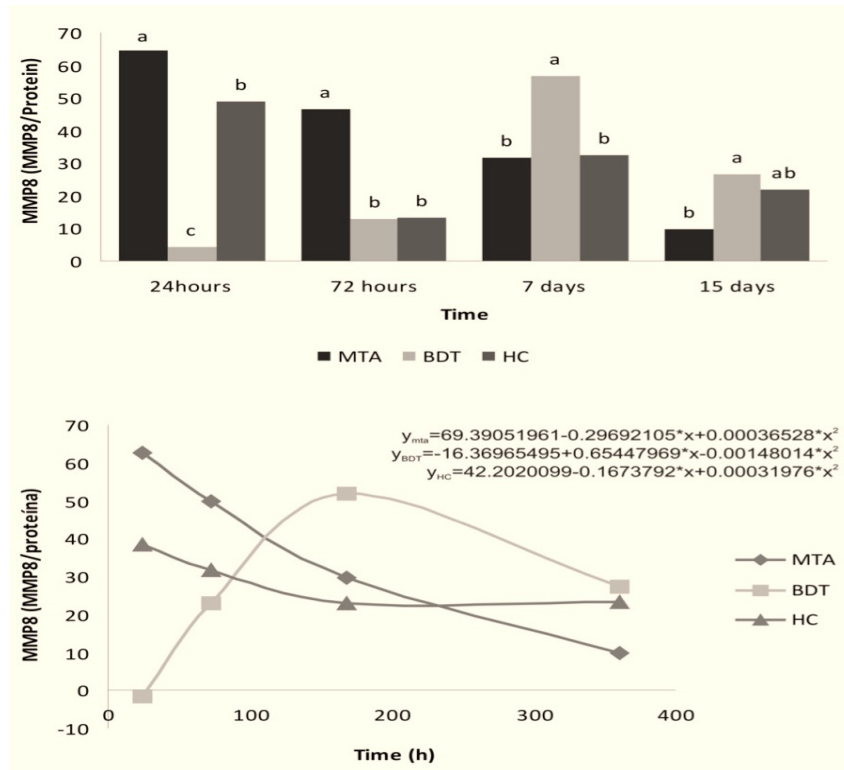 MMP8 (MMP8/Protein)
70
60
50
40
30
20
10
0
a
c
b
a
b
b
b
a
b
b
a
ab
24hours
72 hours
7 days
15 days
Time
MTA
BDT
HC
MMP8 (MMP8/proteína)
70
60
50
40
30
20
10
0
-10
y_mta=69.39051961-0.29692105*x+0.00036528*x²
y_BDT=-16.36965495+0.65447969*x-0.00148014*x²
y_HC=42.2020099-0.1673792*x+0.00031976*x²
MTA
BDT
HC
0
100
200
300
400
Time (h)